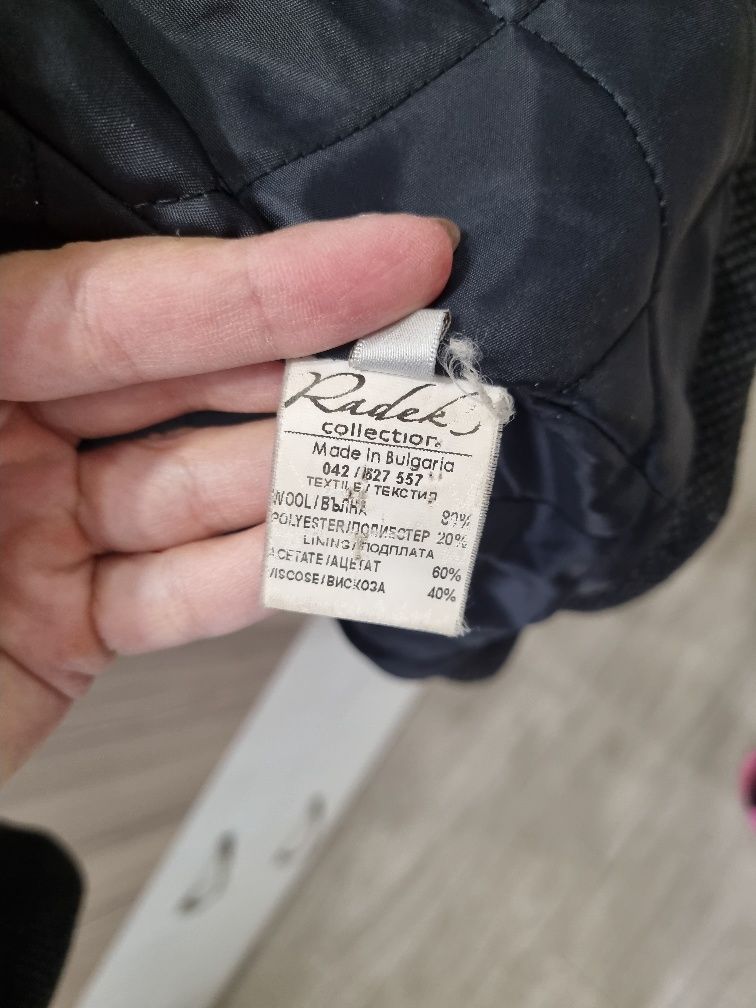 Radek
collection
Made in Bulgaria
042 / 1627 557
TEXTILE / ТЕКСТИЛ
WOOL/ВЪЛНА 80%
POLYESTER/ПОЛИЕСТЕР 20%
LINING/ПОДПЛАТА
ACETATE/АЦЕТАТ 60%
VISCOSE/ВИСКОЗА 40%